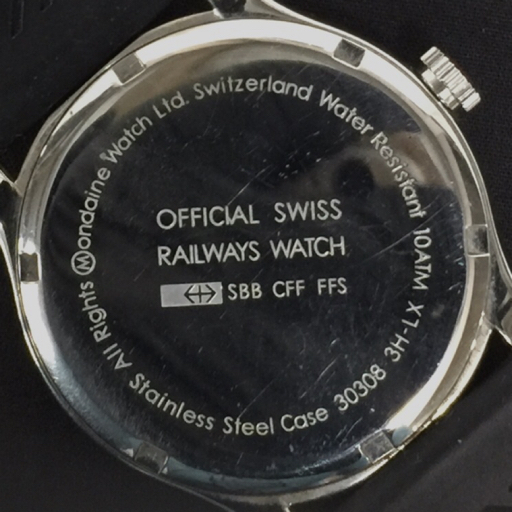 OFFICIAL SWISS
RAILWAYS WATCH
SBB CFF FFS
All Rights Mondaine Watch Ltd. Switzerland Water Resistant 10ATM X
Stainless Steel Case 30308 3H-LX